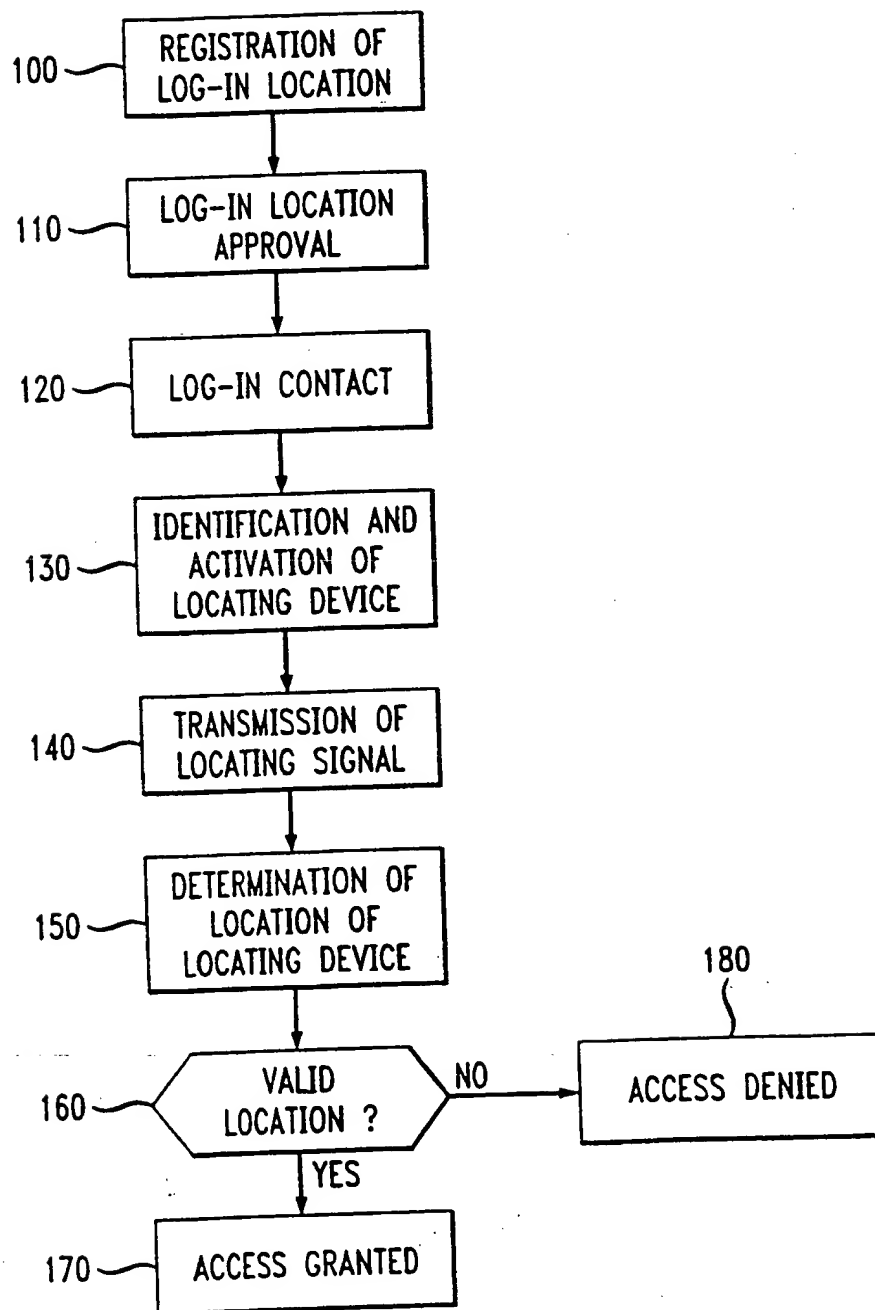 100
REGISTRATION OF
LOG-IN LOCATION
110
LOG-IN LOCATION
APPROVAL
120
LOG-IN CONTACT
130
IDENTIFICATION AND
ACTIVATION OF
LOCATING DEVICE
140
TRANSMISSION OF
LOCATING SIGNAL
150
DETERMINATION OF
LOCATION OF
LOCATING DEVICE
160
VALID
LOCATION ?
NO
180
ACCESS DENIED
YES
170
ACCESS GRANTED